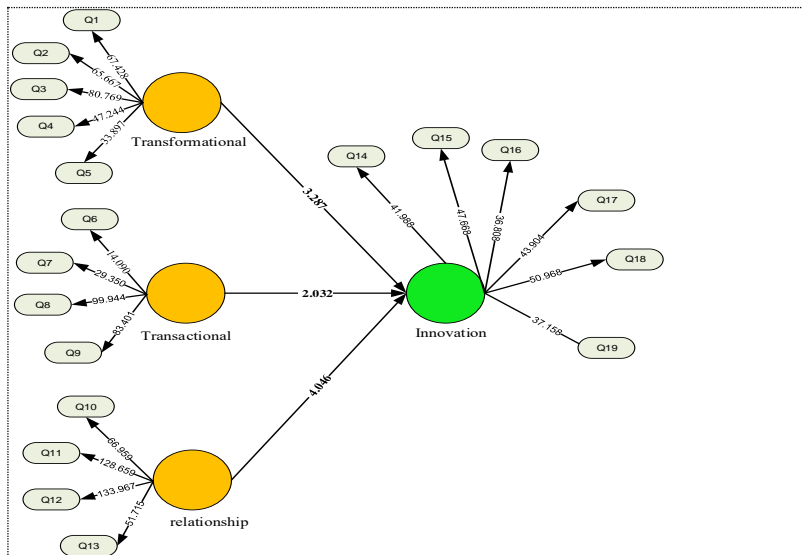 Q1
67.428
Q2
65.667
Q3
80.769
Q4
47.244
Q5
53.897
Transformational
3.287
Q6
14.090
Q7
29.350
Q8
99.944
Q9
83.401
Transactional
2.032
Q10
66.959
Q11
128.659
Q12
133.967
Q13
51.715
relationship
4.046
Q14
41.988
Q15
47.668
Q16
36.808
Q17
43.904
Q18
50.968
Q19
37.158
Innovation